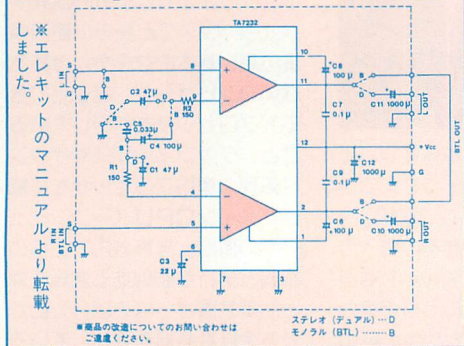 ※エレキットのマニュアルより転載
しました。
TA7232
L IN
S
G
B
D
B
C2 47μ
D
B
R2
150
C5
0.033μ
C4 100μ
B
D
C1 47μ
R1
150
R IN
BTL IN
S
G
C3
22μ
8
9
4
5
6
7
3
10
11
12
2
1
C8
100μ
C7
0.1μ
C9
0.1μ
C6
100μ
C12
1000μ
B
D
C11 1000μ
S
G
L OUT
+Vcc
G
BTL OUT
B
D
C10 1000μ
S
G
R OUT
ステレオ(デュアル)…D
モノラル(BTL)………B
※商品の改造についてのお問い合わせは
ご遠慮ください。